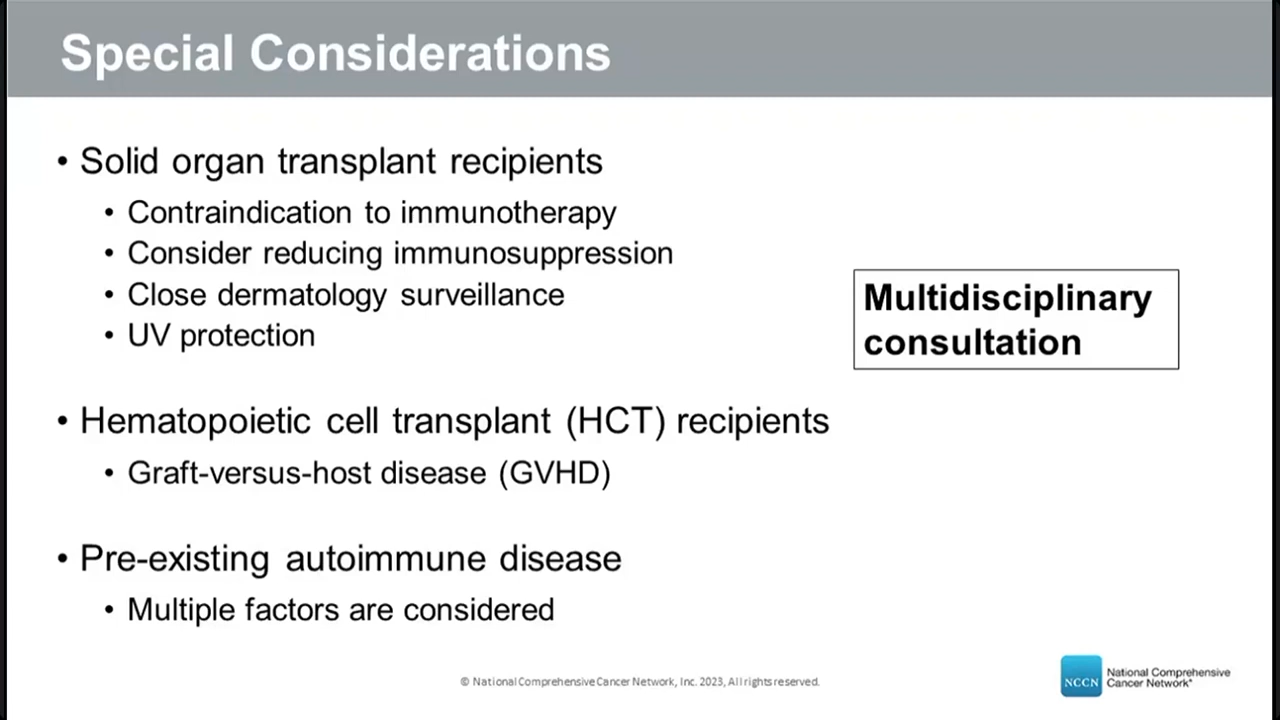 Special Considerations
• Solid organ transplant recipients
• Contraindication to immunotherapy
• Consider reducing immunosuppression
• Close dermatology surveillance
• UV protection
Multidisciplinary
consultation
• Hematopoietic cell transplant (HCT) recipients
• Graft-versus-host disease (GVHD)
• Pre-existing autoimmune disease
• Multiple factors are considered
© National Comprehensive Cancer Network, Inc. 2023, All rights reserved.
NCCN
National Comprehensive
Cancer Network®